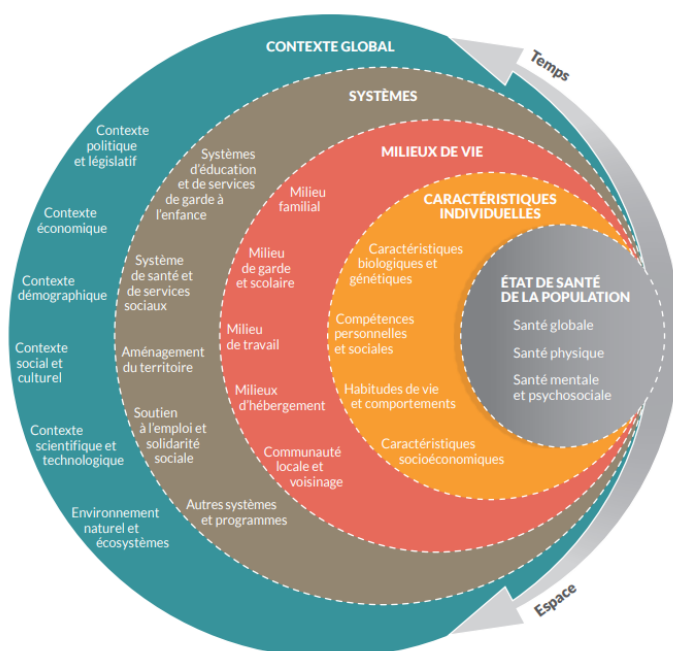 CONTEXTE GLOBAL
Temps
SYSTÈMES
MILIEUX DE VIE
CARACTÉRISTIQUES
INDIVIDUELLES
ÉTAT DE SANTÉ
DE LA POPULATION
Santé globale
Santé physique
Santé mentale
et psychosociale
Contexte
politique
et législatif
Contexte
économique
Contexte
démographique
Contexte
social et
culturel
Contexte
scientifique et
technologique
Environnement
naturel et
écosystèmes
Systèmes
d'éducation
et de services
de garde à
l'enfance
Système
de santé et
de services
sociaux
Aménagement
du territoire
Soutien
à l'emploi et
solidarité
sociale
Autres systèmes
et programmes
Milieu
familial
Milieu
de garde
et scolaire
Milieu
de travail
Milieux
d'hébergement
Communauté
locale et
voisinage
Caractéristiques
biologiques et
génétiques
Compétences
personnelles
et sociales
Habitudes de vie
et comportements
Caractéristiques
socioéconomiques
Espace